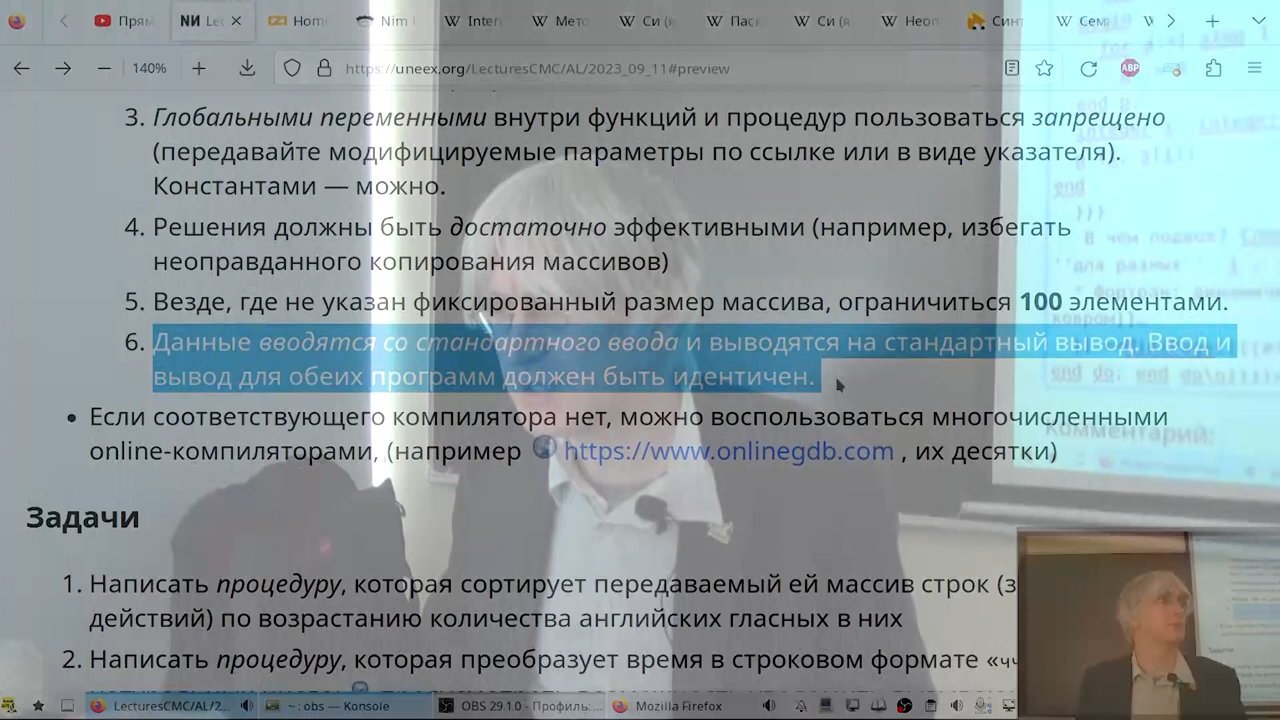 Пря
Le
Hom
Nim
Inter
Мето
Си (я
Пас
Си (я
Неоп
Синт
Сем
140%
https://uneex.org/LecturesCMC/AL/2023_09_11#preview
3. Глобальными переменными внутри функций и процедур пользоваться запрещено
(передавайте модифицируемые параметры по ссылке или в виде указателя).
Константами — можно.
4. Решения должны быть достаточно эффективными (например, избегать
неоправданного копирования массивов)
5. Везде, где не указан фиксированный размер массива, ограничиться 100 элементами.
6. Данные вводятся со стандартного ввода и выводятся на стандартный вывод. Ввод и
вывод для обеих программ должен быть идентичен.
• Если соответствующего компилятора нет, можно воспользоваться многочисленными
online-компиляторами, (например https://www.onlinegdb.com , их десятки)
Комментарий:
Задачи
1. Написать процедуру, которая сортирует передаваемый ей массив строк (з
действий) по возрастанию количества английских гласных в них
2. Написать процедуру, которая преобразует время в строковом формате «чч
LecturesCMC/AL/2...
~ : obs — Konsole
OBS 29.1.0 - Профиль:...
Mozilla Firefox